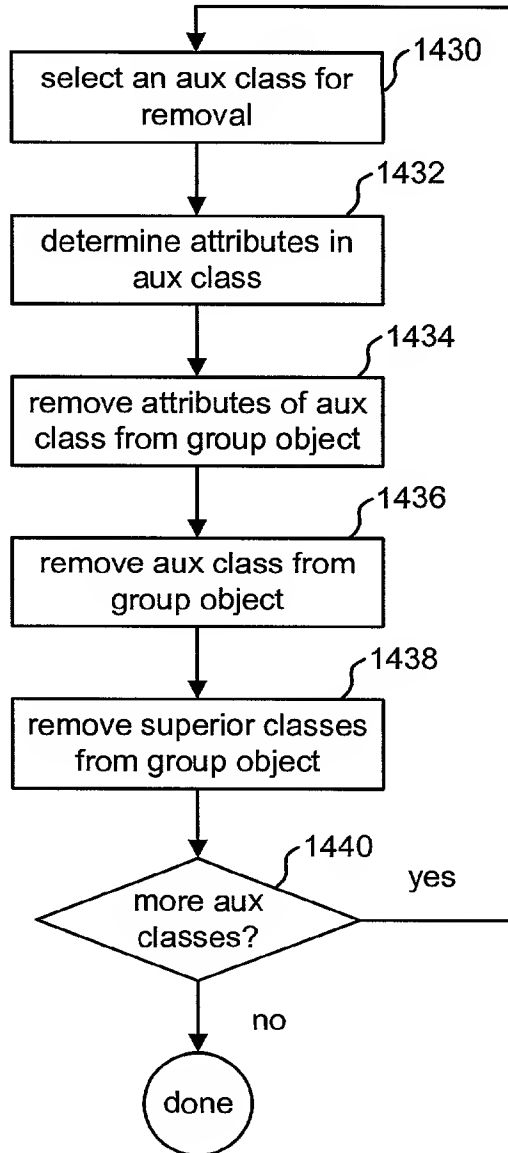 1430
select an aux class for
removal
1432
determine attributes in
aux class
1434
remove attributes of aux
class from group object
1436
remove aux class from
group object
1438
remove superior classes
from group object
1440
more aux
classes?
yes
no
done